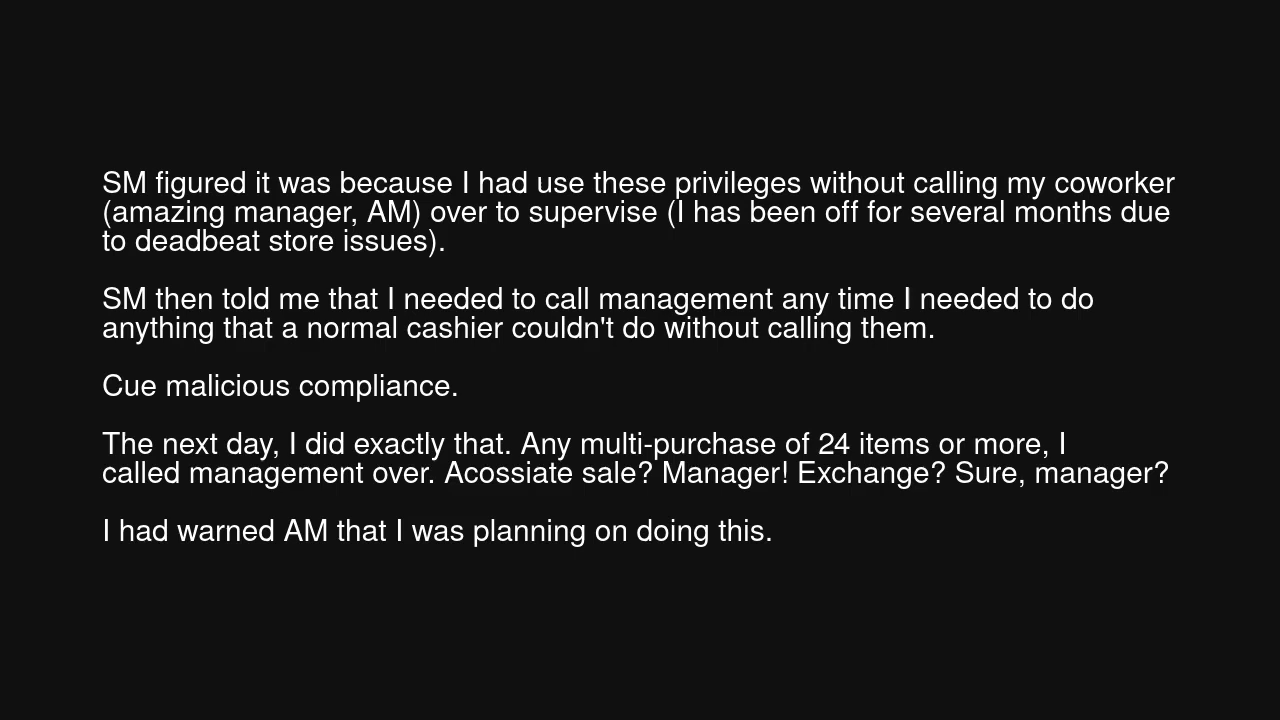 SM figured it was because I had use these privileges without calling my coworker
(amazing manager, AM) over to supervise (I has been off for several months due
to deadbeat store issues).
SM then told me that I needed to call management any time I needed to do
anything that a normal cashier couldn't do without calling them.
Cue malicious compliance.
The next day, I did exactly that. Any multi-purchase of 24 items or more, I
called management over. Acossiate sale? Manager! Exchange? Sure, manager?
I had warned AM that I was planning on doing this.